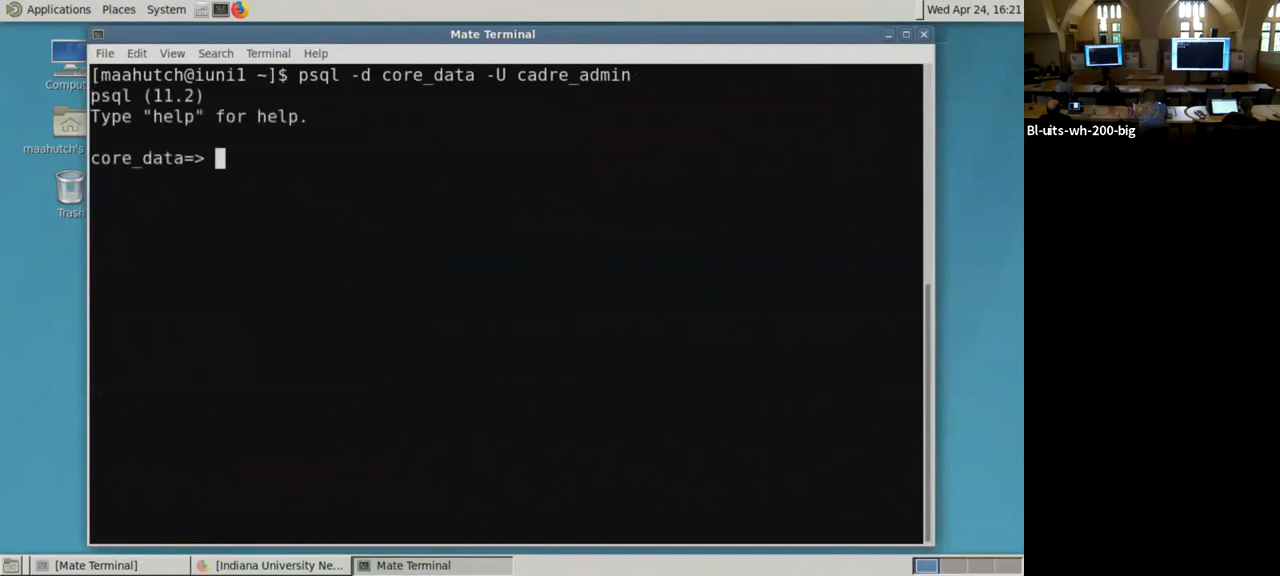 Applications Places System
Wed Apr 24, 16:21
Mate Terminal
File Edit View Search Terminal Help
[maahutch@iuni1 ~]$ psql -d core_data -U cadre_admin
psql (11.2)
Type "help" for help.
core_data=>
Comput
maahutch's
Trash
[Mate Terminal]
[Indiana University Ne...
Mate Terminal
Bl-uits-wh-200-big